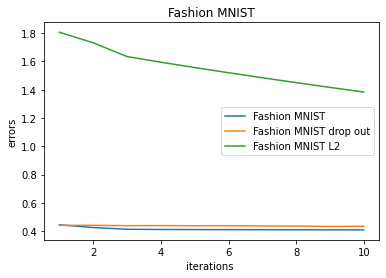 Fashion MNIST
1.8
1.6
1.4
1.2
1.0
0.8
0.6
0.4
errors
Fashion MNIST
Fashion MNIST drop out
Fashion MNIST L2
2 4 6 8 10
iterations